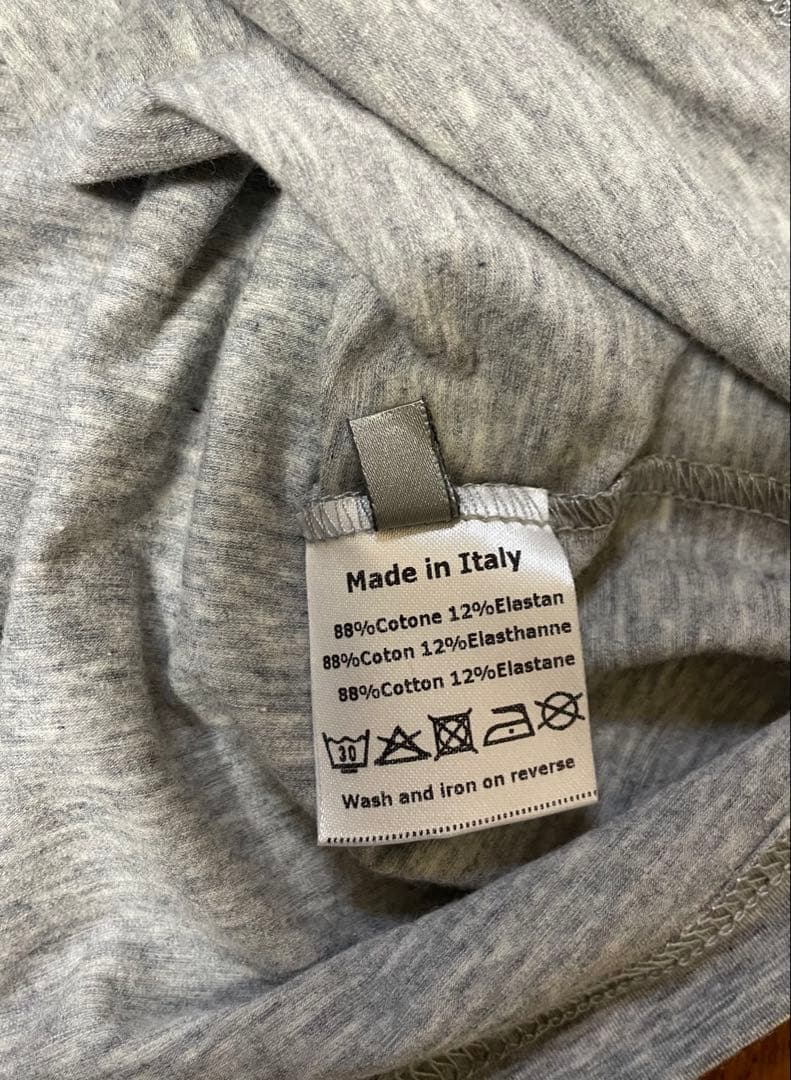 Made in Italy
88%Cotone 12%Elastan
88%Coton 12%Elasthanne
88%Cotton 12%Elastane
30
Wash and iron on reverse